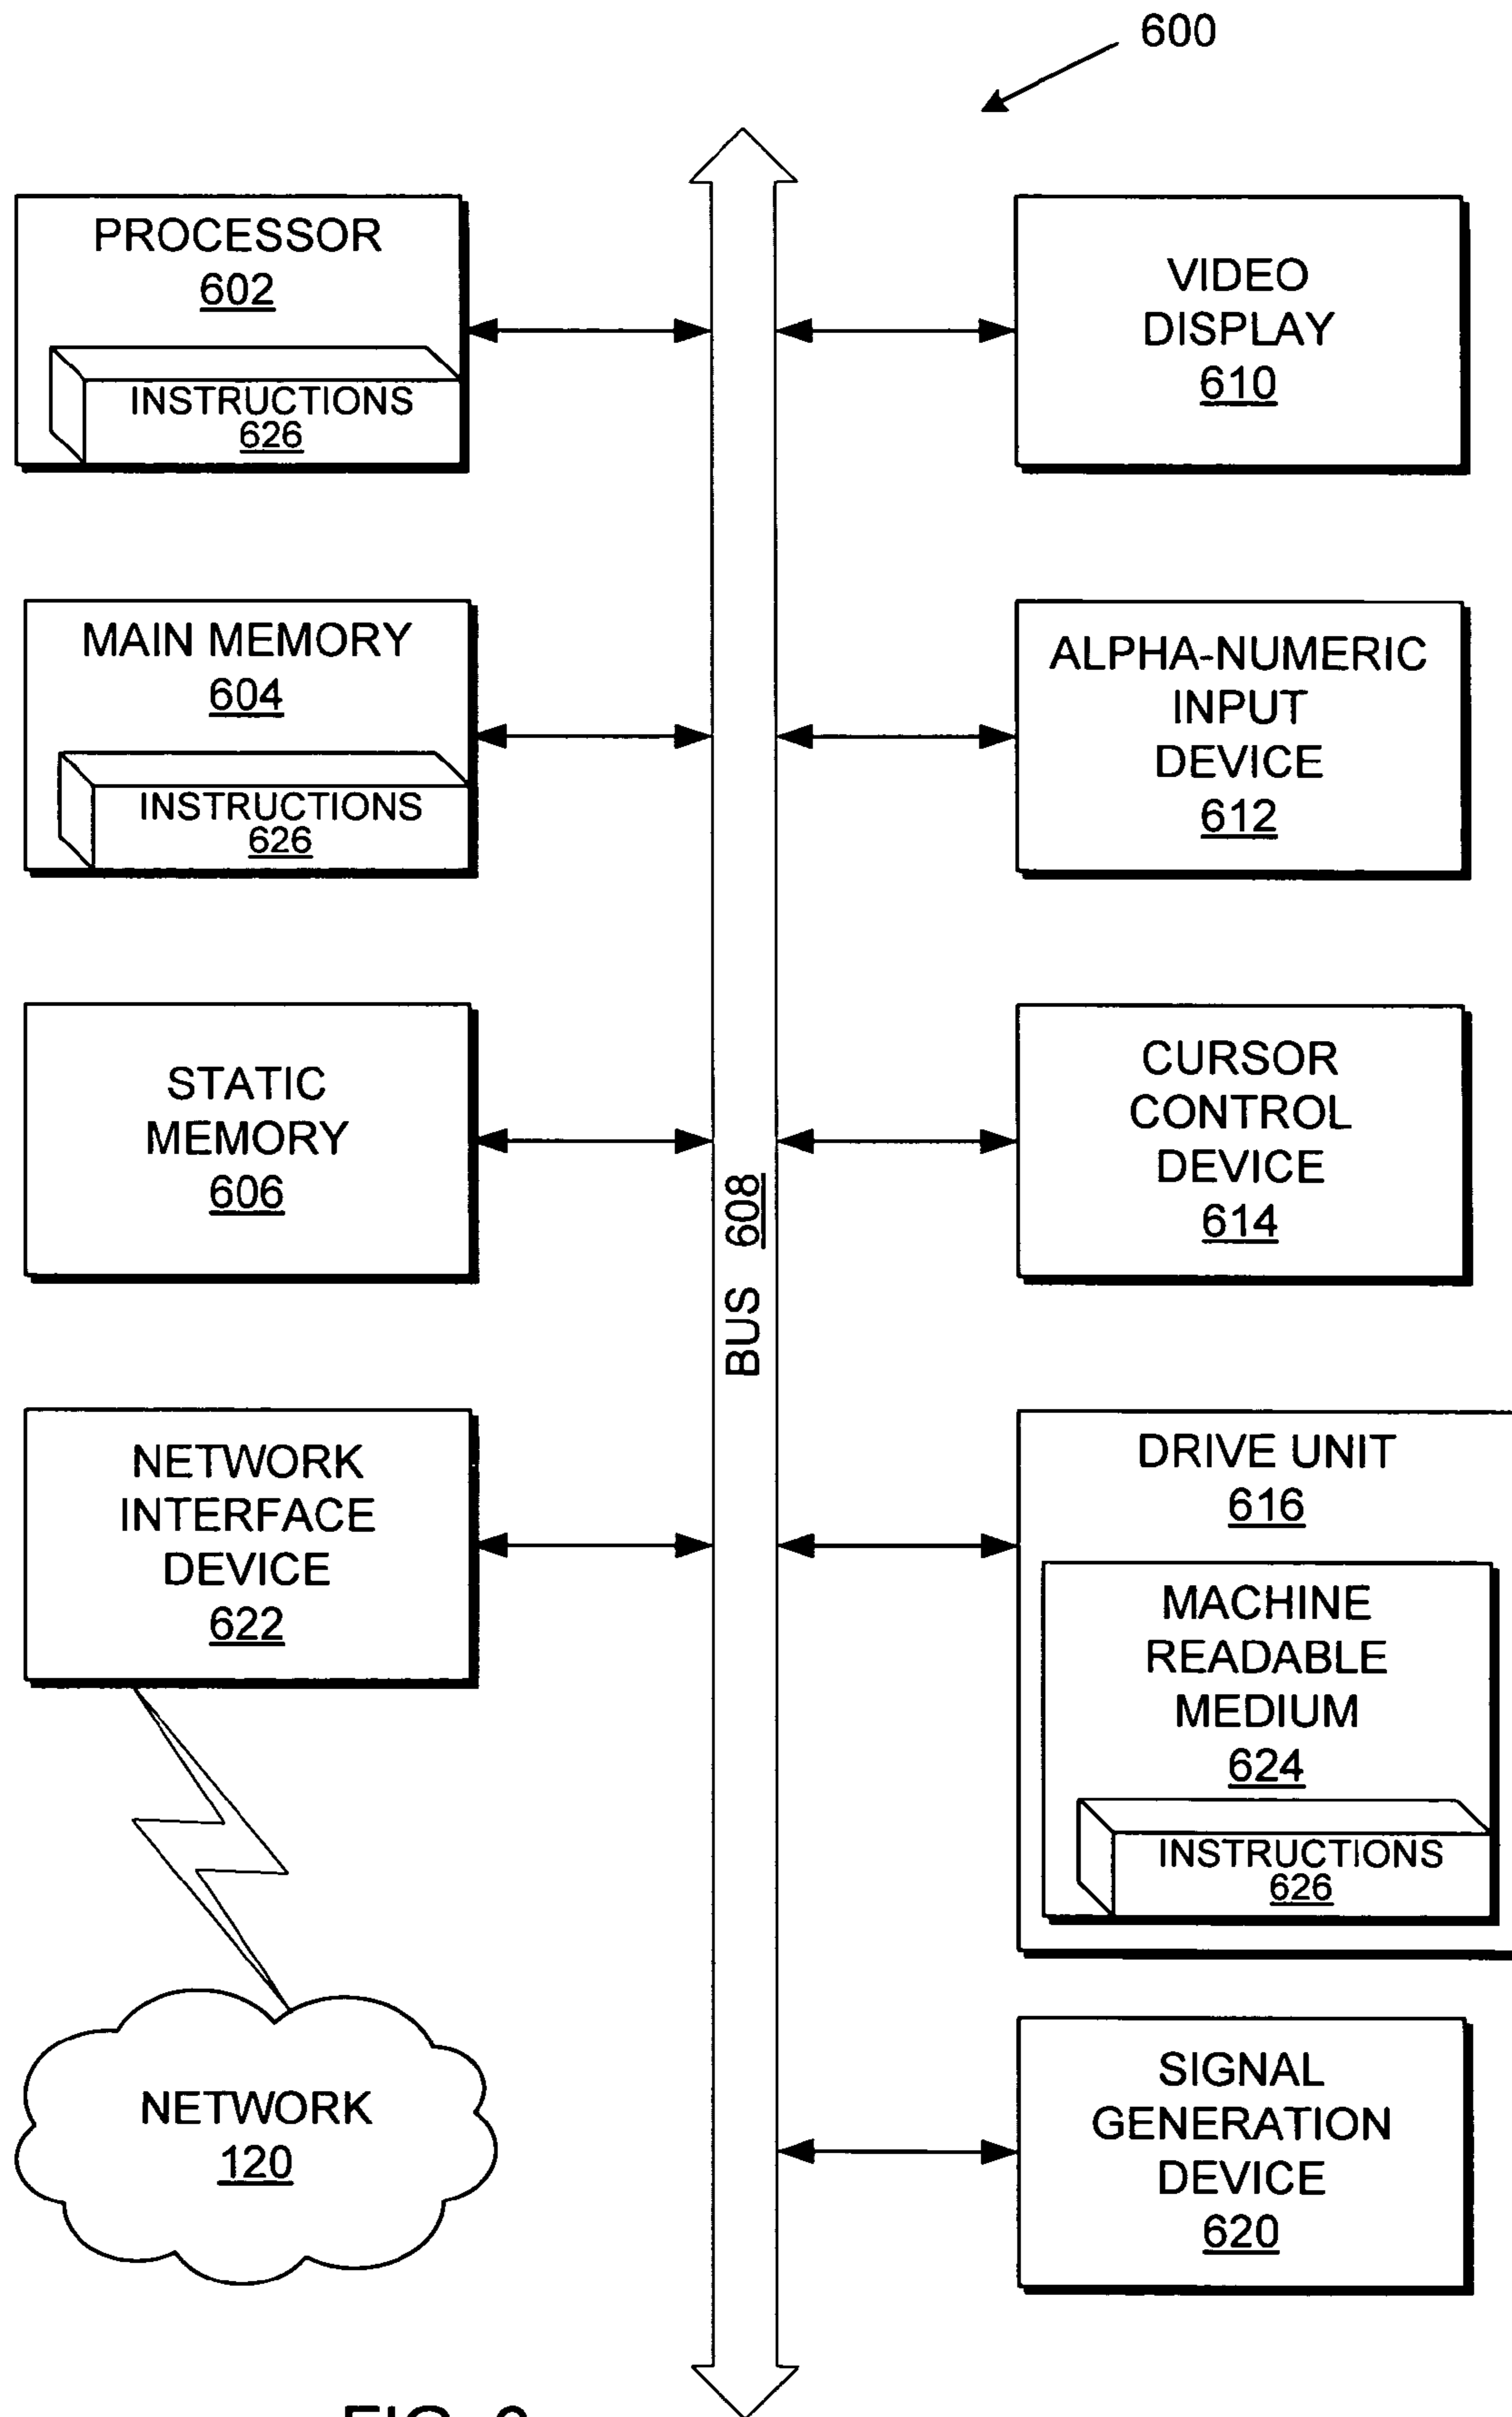 600
PROCESSOR
602
INSTRUCTIONS
626
VIDEO
DISPLAY
610
MAIN MEMORY
604
INSTRUCTIONS
626
ALPHA-NUMERIC
INPUT
DEVICE
612
STATIC
MEMORY
606
CURSOR
CONTROL
DEVICE
614
BUS 608
NETWORK
INTERFACE
DEVICE
622
DRIVE UNIT
616
MACHINE
READABLE
MEDIUM
624
INSTRUCTIONS
626
NETWORK
120
SIGNAL
GENERATION
DEVICE
620
FIG.